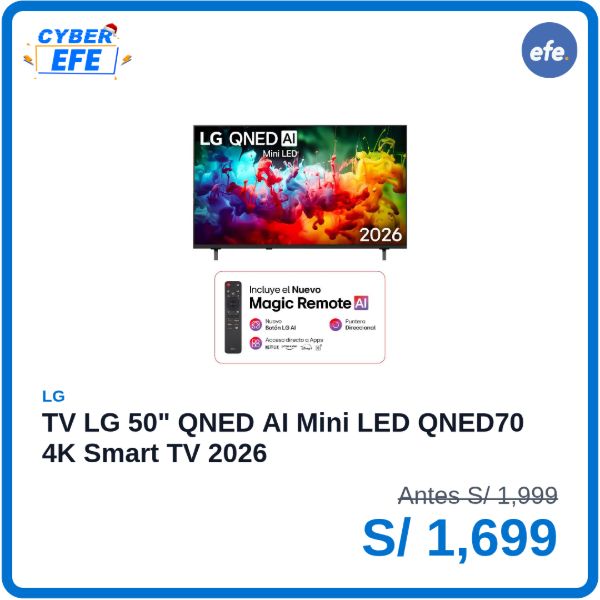 CYBER
EFE
efe.
LG QNED AI
Mini LED
2026
Incluye el Nuevo
Magic Remote AI
Nuevo
Botón LG AI
Puntero
Direccional
Acceso directo a Apps
NETFLIX
LG
TV LG 50" QNED AI Mini LED QNED70
4K Smart TV 2026
Antes S/ 1,999
S/ 1,699